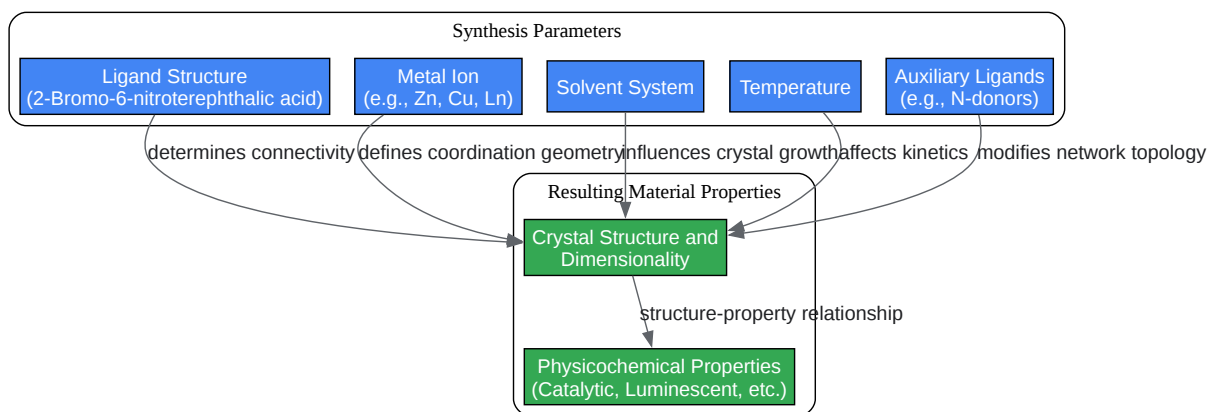 Synthesis Parameters
Ligand Structure
(2-Bromo-6-nitroterephthalic acid)
Metal Ion
(e.g., Zn, Cu, Ln)
Solvent System
Temperature
Auxiliary Ligands
(e.g., N-donors)
determines connectivity
defines coordination geometry
influences crystal growth
affects kinetics
modifies network topology
Resulting Material Properties
Crystal Structure and
Dimensionality
structure-property relationship
Physicochemical Properties
(Catalytic, Luminescent, etc.)